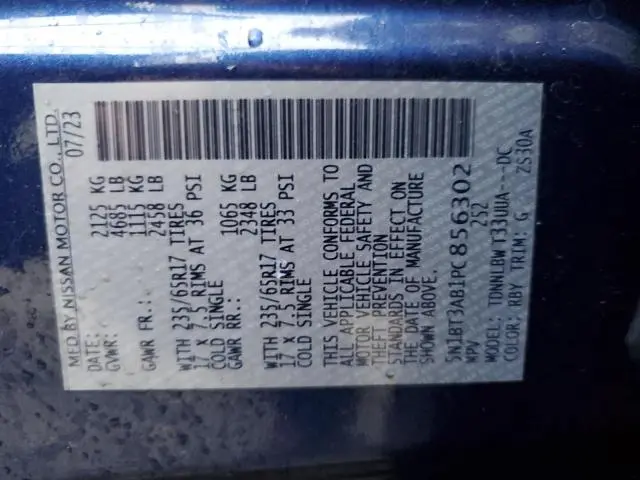 MFD BY NISSAN MOTOR CO., LTD.
DATE: 07/23
GVWR: 2125 KG
4685 LB
GAWR FR.: 1115 KG
2458 LB
WITH 235/65R17 TIRES
17 x 7.5 RIMS AT 36 PSI
COLD SINGLE
GAWR RR.: 1065 KG
2348 LB
WITH 235/65R17 TIRES
17 x 7.5 RIMS AT 33 PSI
COLD SINGLE
THIS VEHICLE CONFORMS TO
ALL APPLICABLE FEDERAL
MOTOR VEHICLE SAFETY AND
THEFT PREVENTION
STANDARDS IN EFFECT ON
THE DATE OF MANUFACTURE
SHOWN ABOVE.
5N1BT3AB1PC856302
MPV 2S2
MODEL: TDNNLBW T33UUA---DC
COLOR: RBY TRIM: G ZS30A